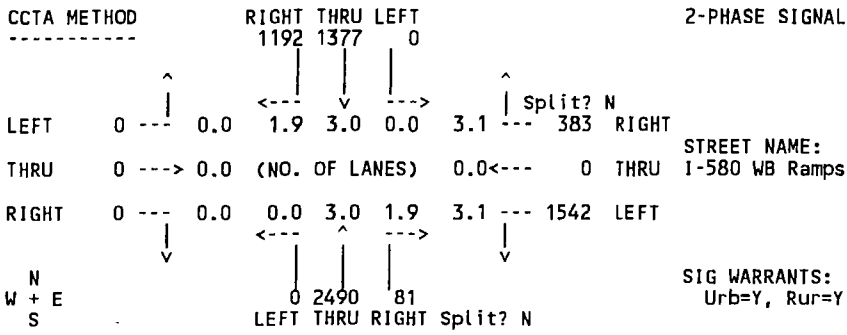 CCTA METHOD RIGHT THRU LEFT 2-PHASE SIGNAL
------------ 1192 1377 0
^ | | | ^
| <--- v ---> | Split? N
LEFT 0 --- 0.0 1.9 3.0 0.0 3.1 --- 383 RIGHT
STREET NAME:
THRU 0 ---> 0.0 (NO. OF LANES) 0.0<--- 0 THRU I-580 WB Ramps
RIGHT 0 --- 0.0 0.0 3.0 1.9 3.1 --- 1542 LEFT
| <--- ^ ---> |
v | | | v
N SIG WARRANTS:
W + E 0 2490 81 Urb=Y, Rur=Y
S LEFT THRU RIGHT Split? N